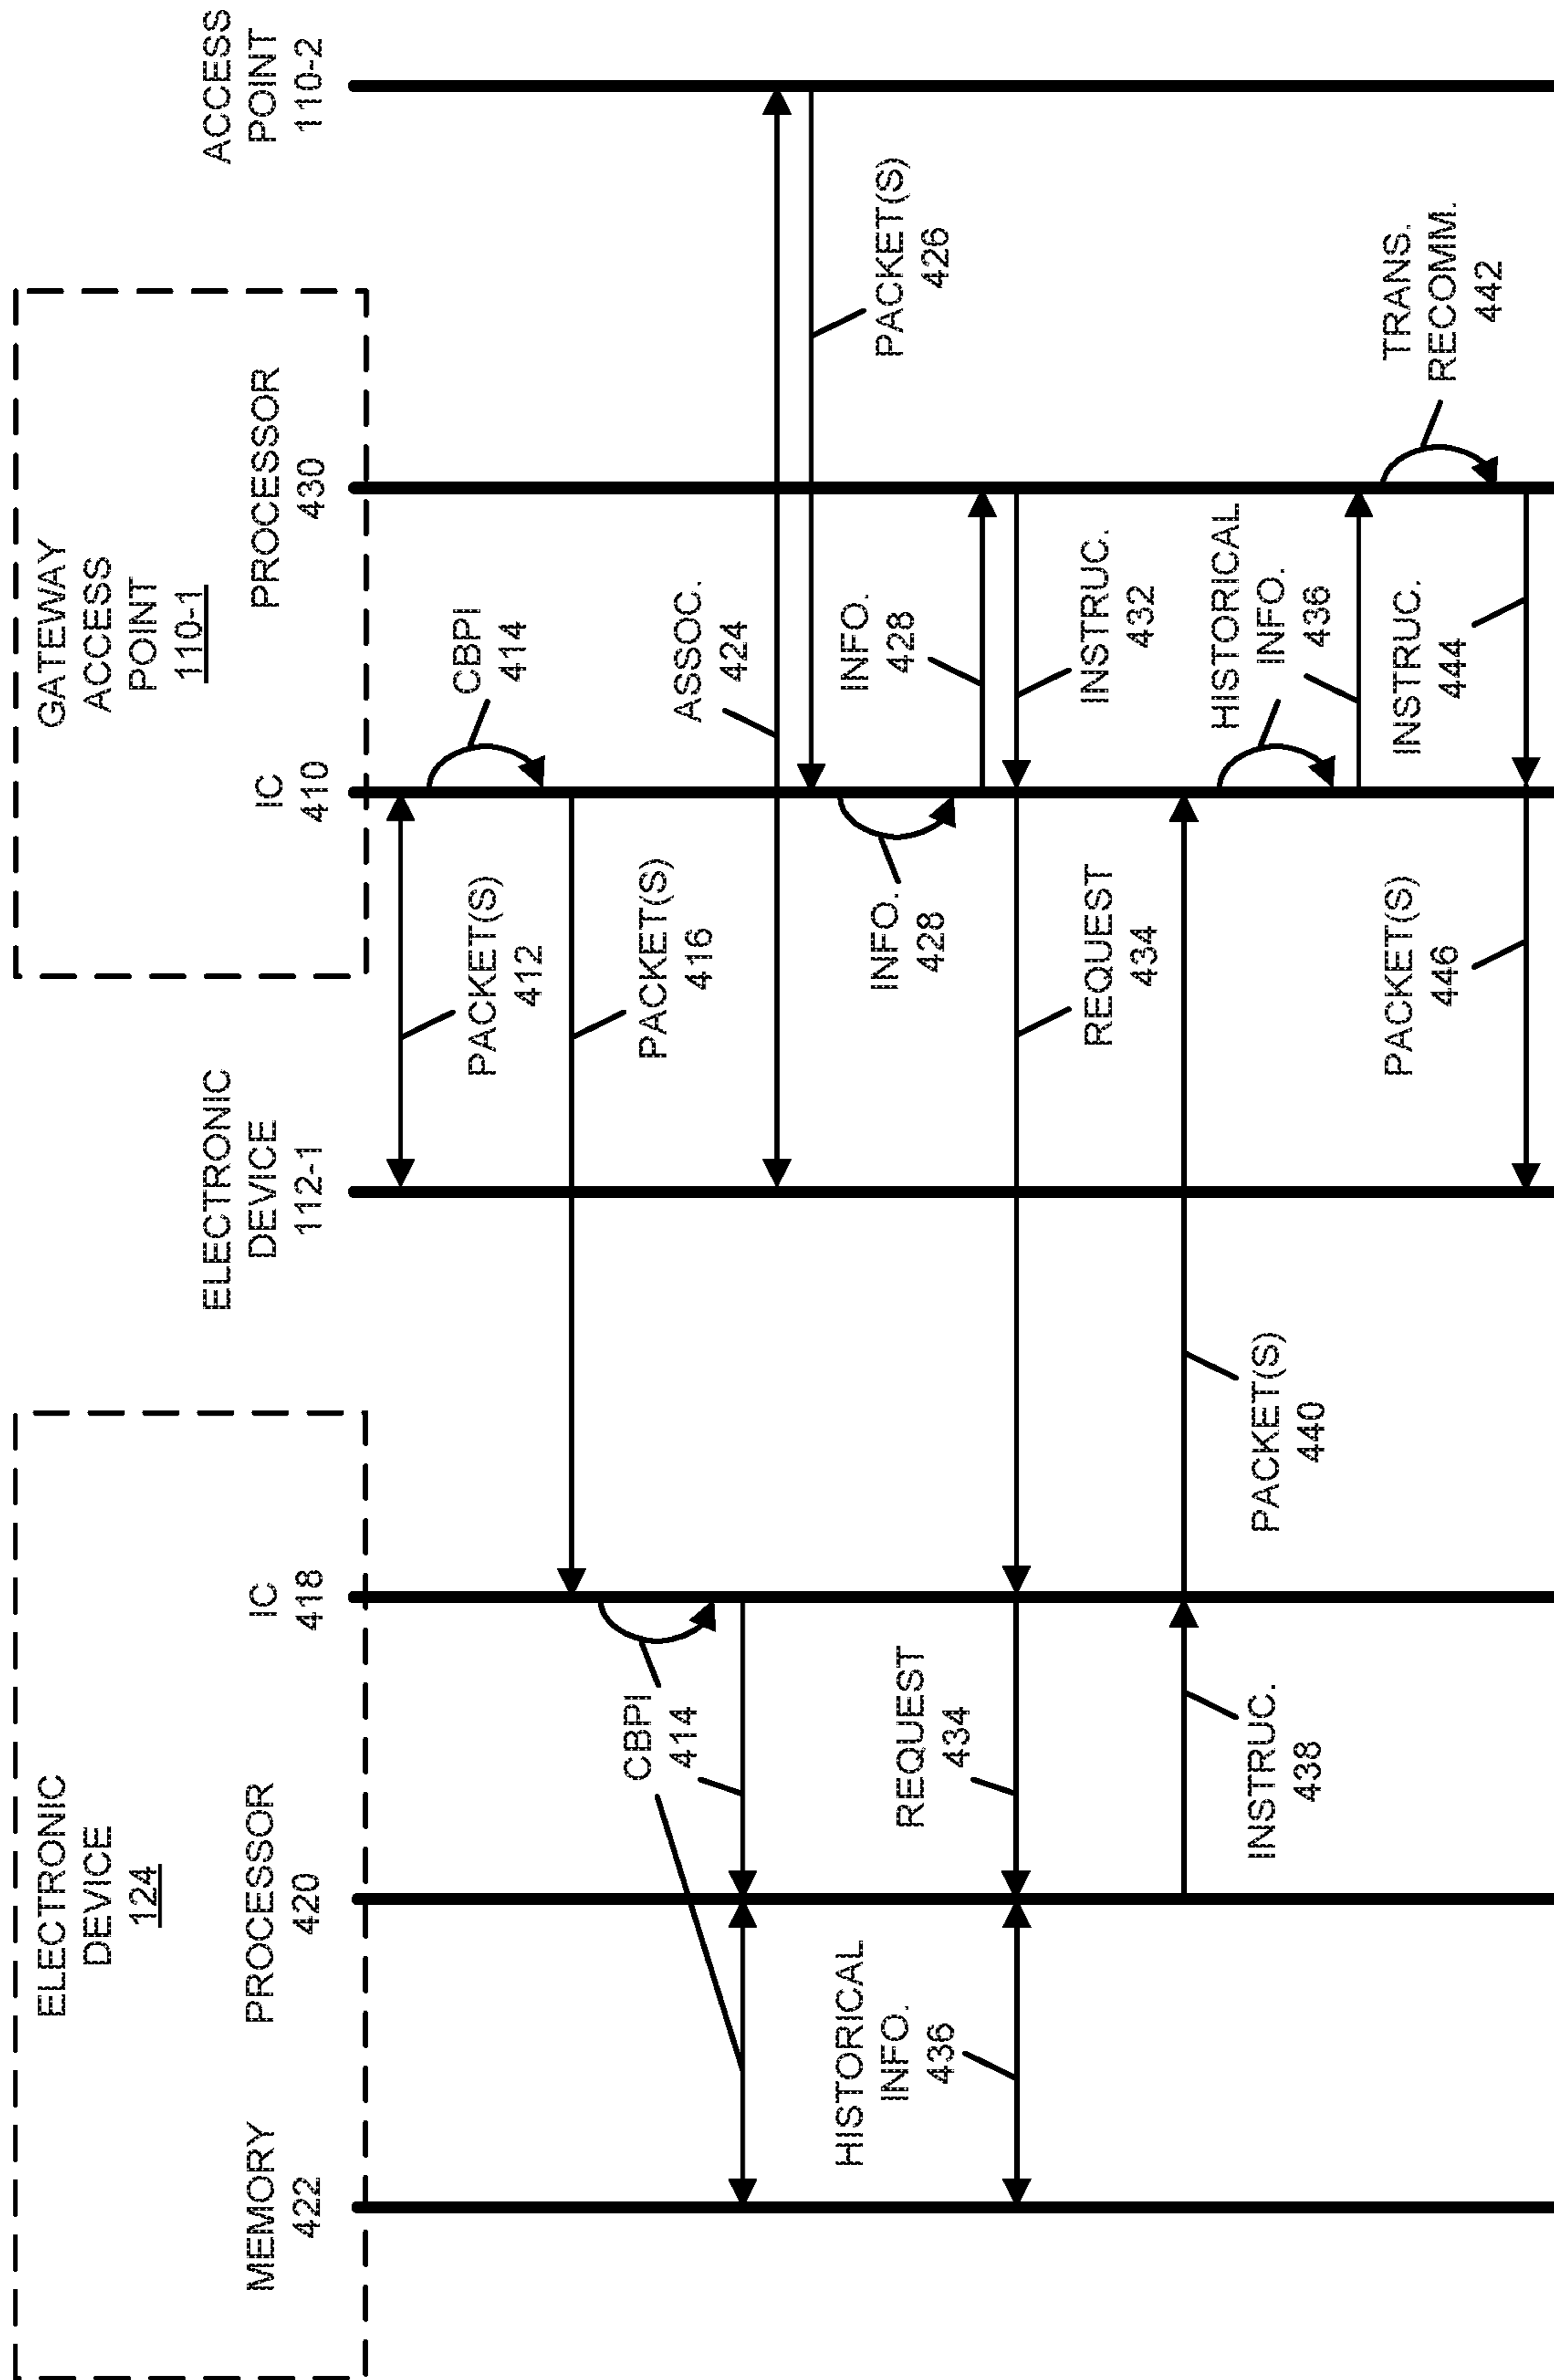 ELECTRONIC
DEVICE
124
MEMORY
422
PROCESSOR
420
IC
418
ELECTRONIC
DEVICE
112-1
GATEWAY
ACCESS
POINT
110-1
IC
410
PROCESSOR
430
ACCESS
POINT
110-2
PACKET(S)
412
CBPI
414
PACKET(S)
416
CBPI
414
ASSOC.
424
PACKET(S)
426
INFO.
428
INFO.
428
INSTRUC.
432
REQUEST
434
REQUEST
434
HISTORICAL
INFO.
436
INSTRUC.
438
PACKET(S)
440
HISTORICAL
INFO.
436
TRANS.
RECOMM.
442
INSTRUC.
444
PACKET(S)
446